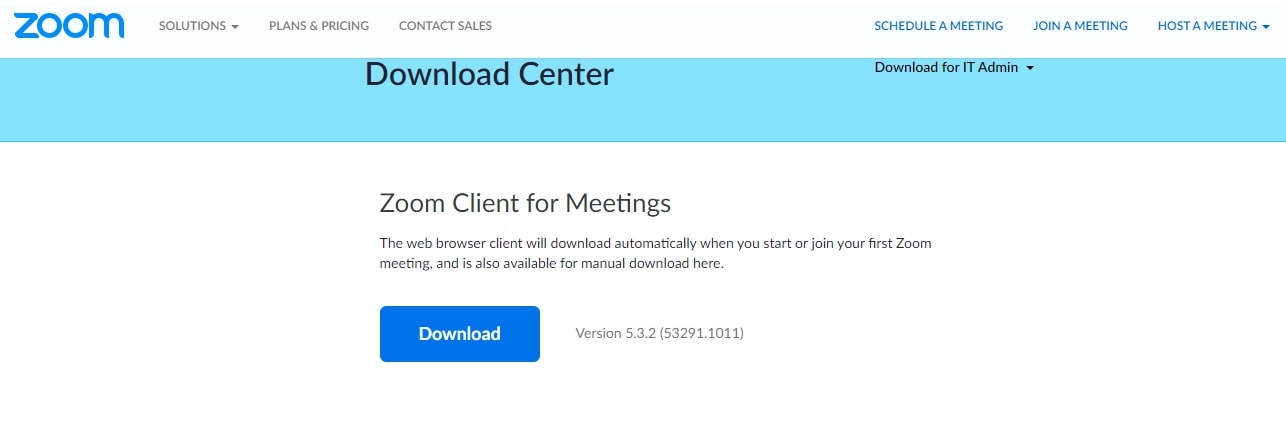 zoom SOLUTIONS PLANS & PRICING CONTACT SALES SCHEDULE A MEETING JOIN A MEETING HOST A MEETING
Download Center Download for IT Admin
Zoom Client for Meetings
The web browser client will download automatically when you start or join your first Zoom
meeting, and is also available for manual download here.
Download Version 5.3.2 (53291.1011)